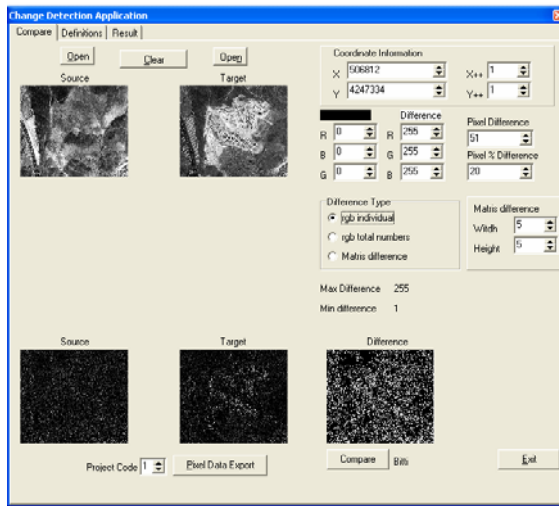 Change Detection Application
Compare Definitions Result
Open Clear Open
Source Target
Coordinate Information
X 506812 X++ 1
Y 4247334 Y++ 1
Difference
R 0 R 255
B 0 G 255
G 0 B 255
Pixel Difference
51
Pixel % Difference
20
Difference Type
rgb individual
rgb total numbers
Matris difference
Matris difference
Witdh 5
Height 5
Max Difference 255
Min difference 1
Source Target Difference
Project Code 1 Pixel Data Export
Compare Bitti Exit